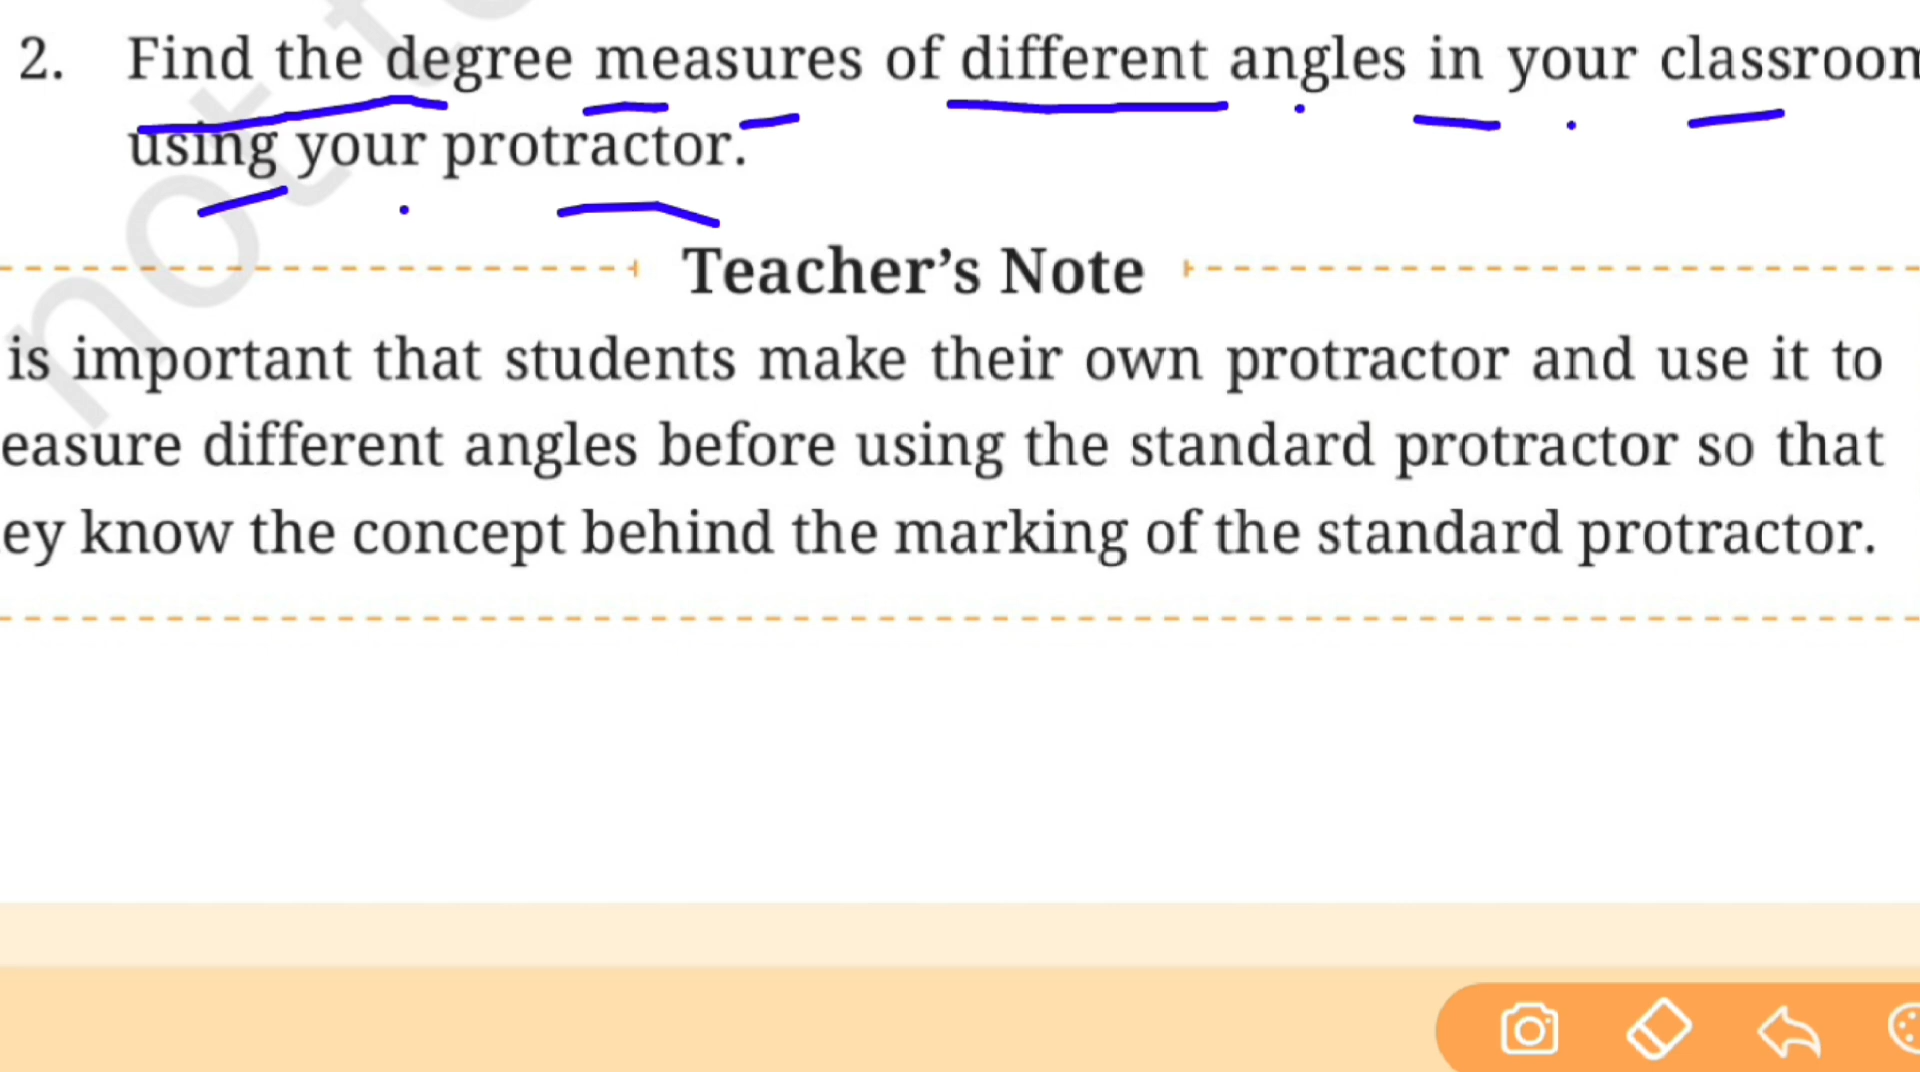 2. Find the degree measures of different angles in your classroom
using your protractor.
Teacher's Note
is important that students make their own protractor and use it to
easure different angles before using the standard protractor so that
ey know the concept behind the marking of the standard protractor.
not t